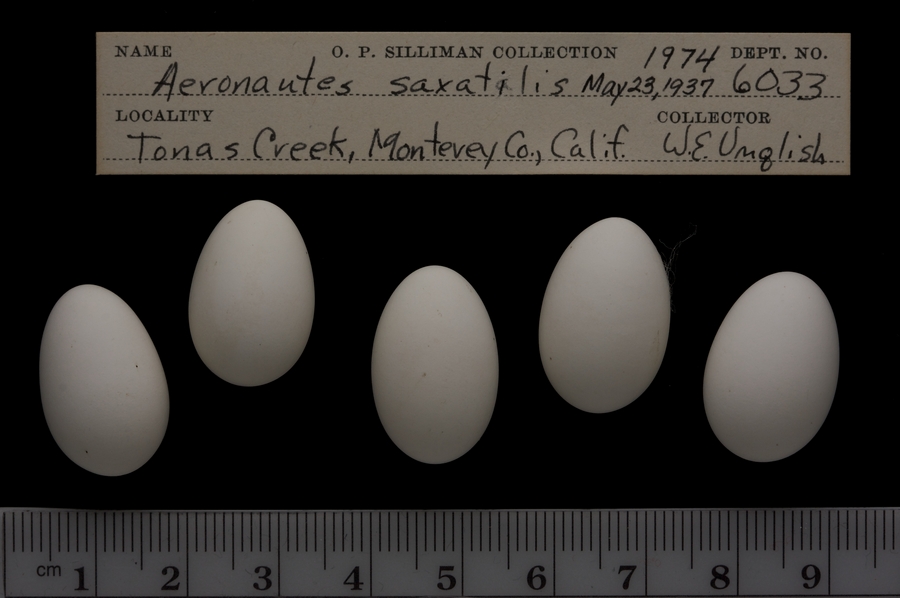 NAME O. P. SILLIMAN COLLECTION 1974 DEPT. NO.
Aeronautes saxatilis May 23, 1937 6033
LOCALITY COLLECTOR
Tonas Creek, Monterey Co., Calif. W.E. Unglish
cm 1 2 3 4 5 6 7 8 9